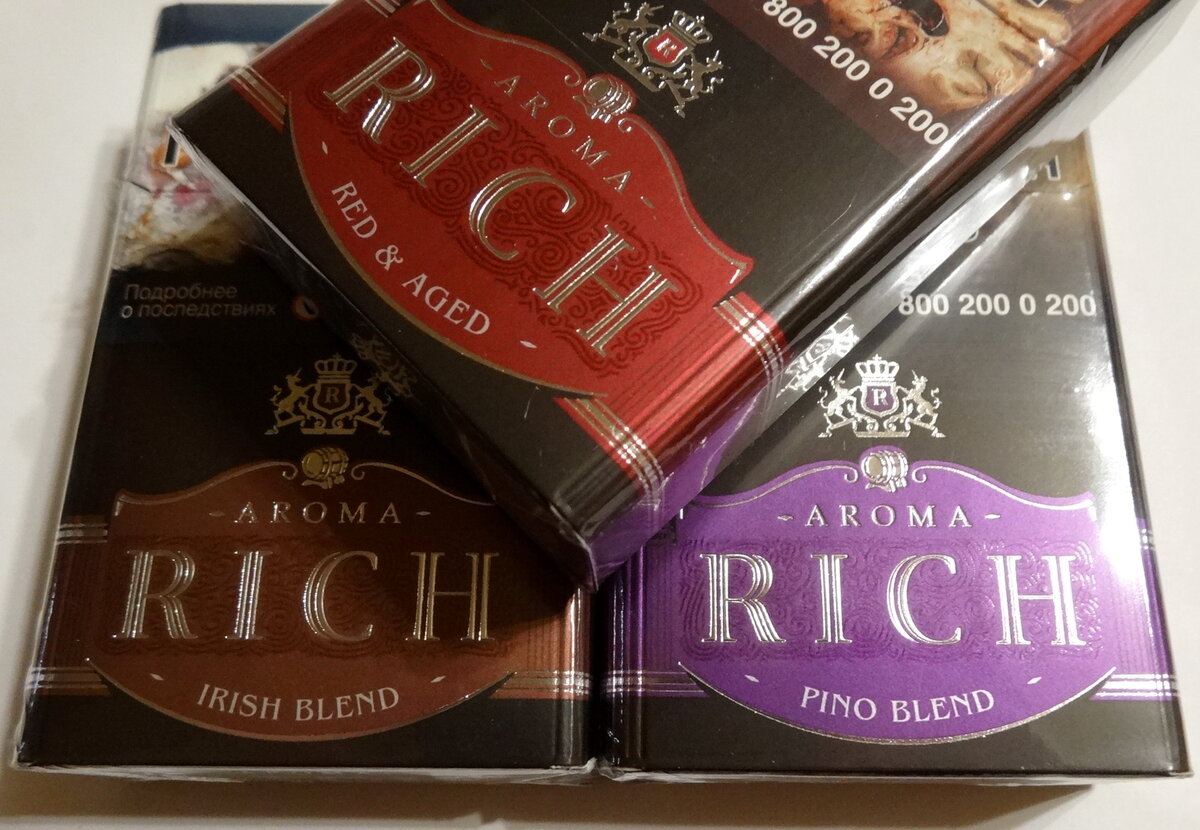 800 200 0 200
R
AROMA
RICH
RED & AGED
Подробнее
о последствиях
R
AROMA
RICH
IRISH BLEND
800 200 0 200
R
AROMA
RICH
PINO BLEND